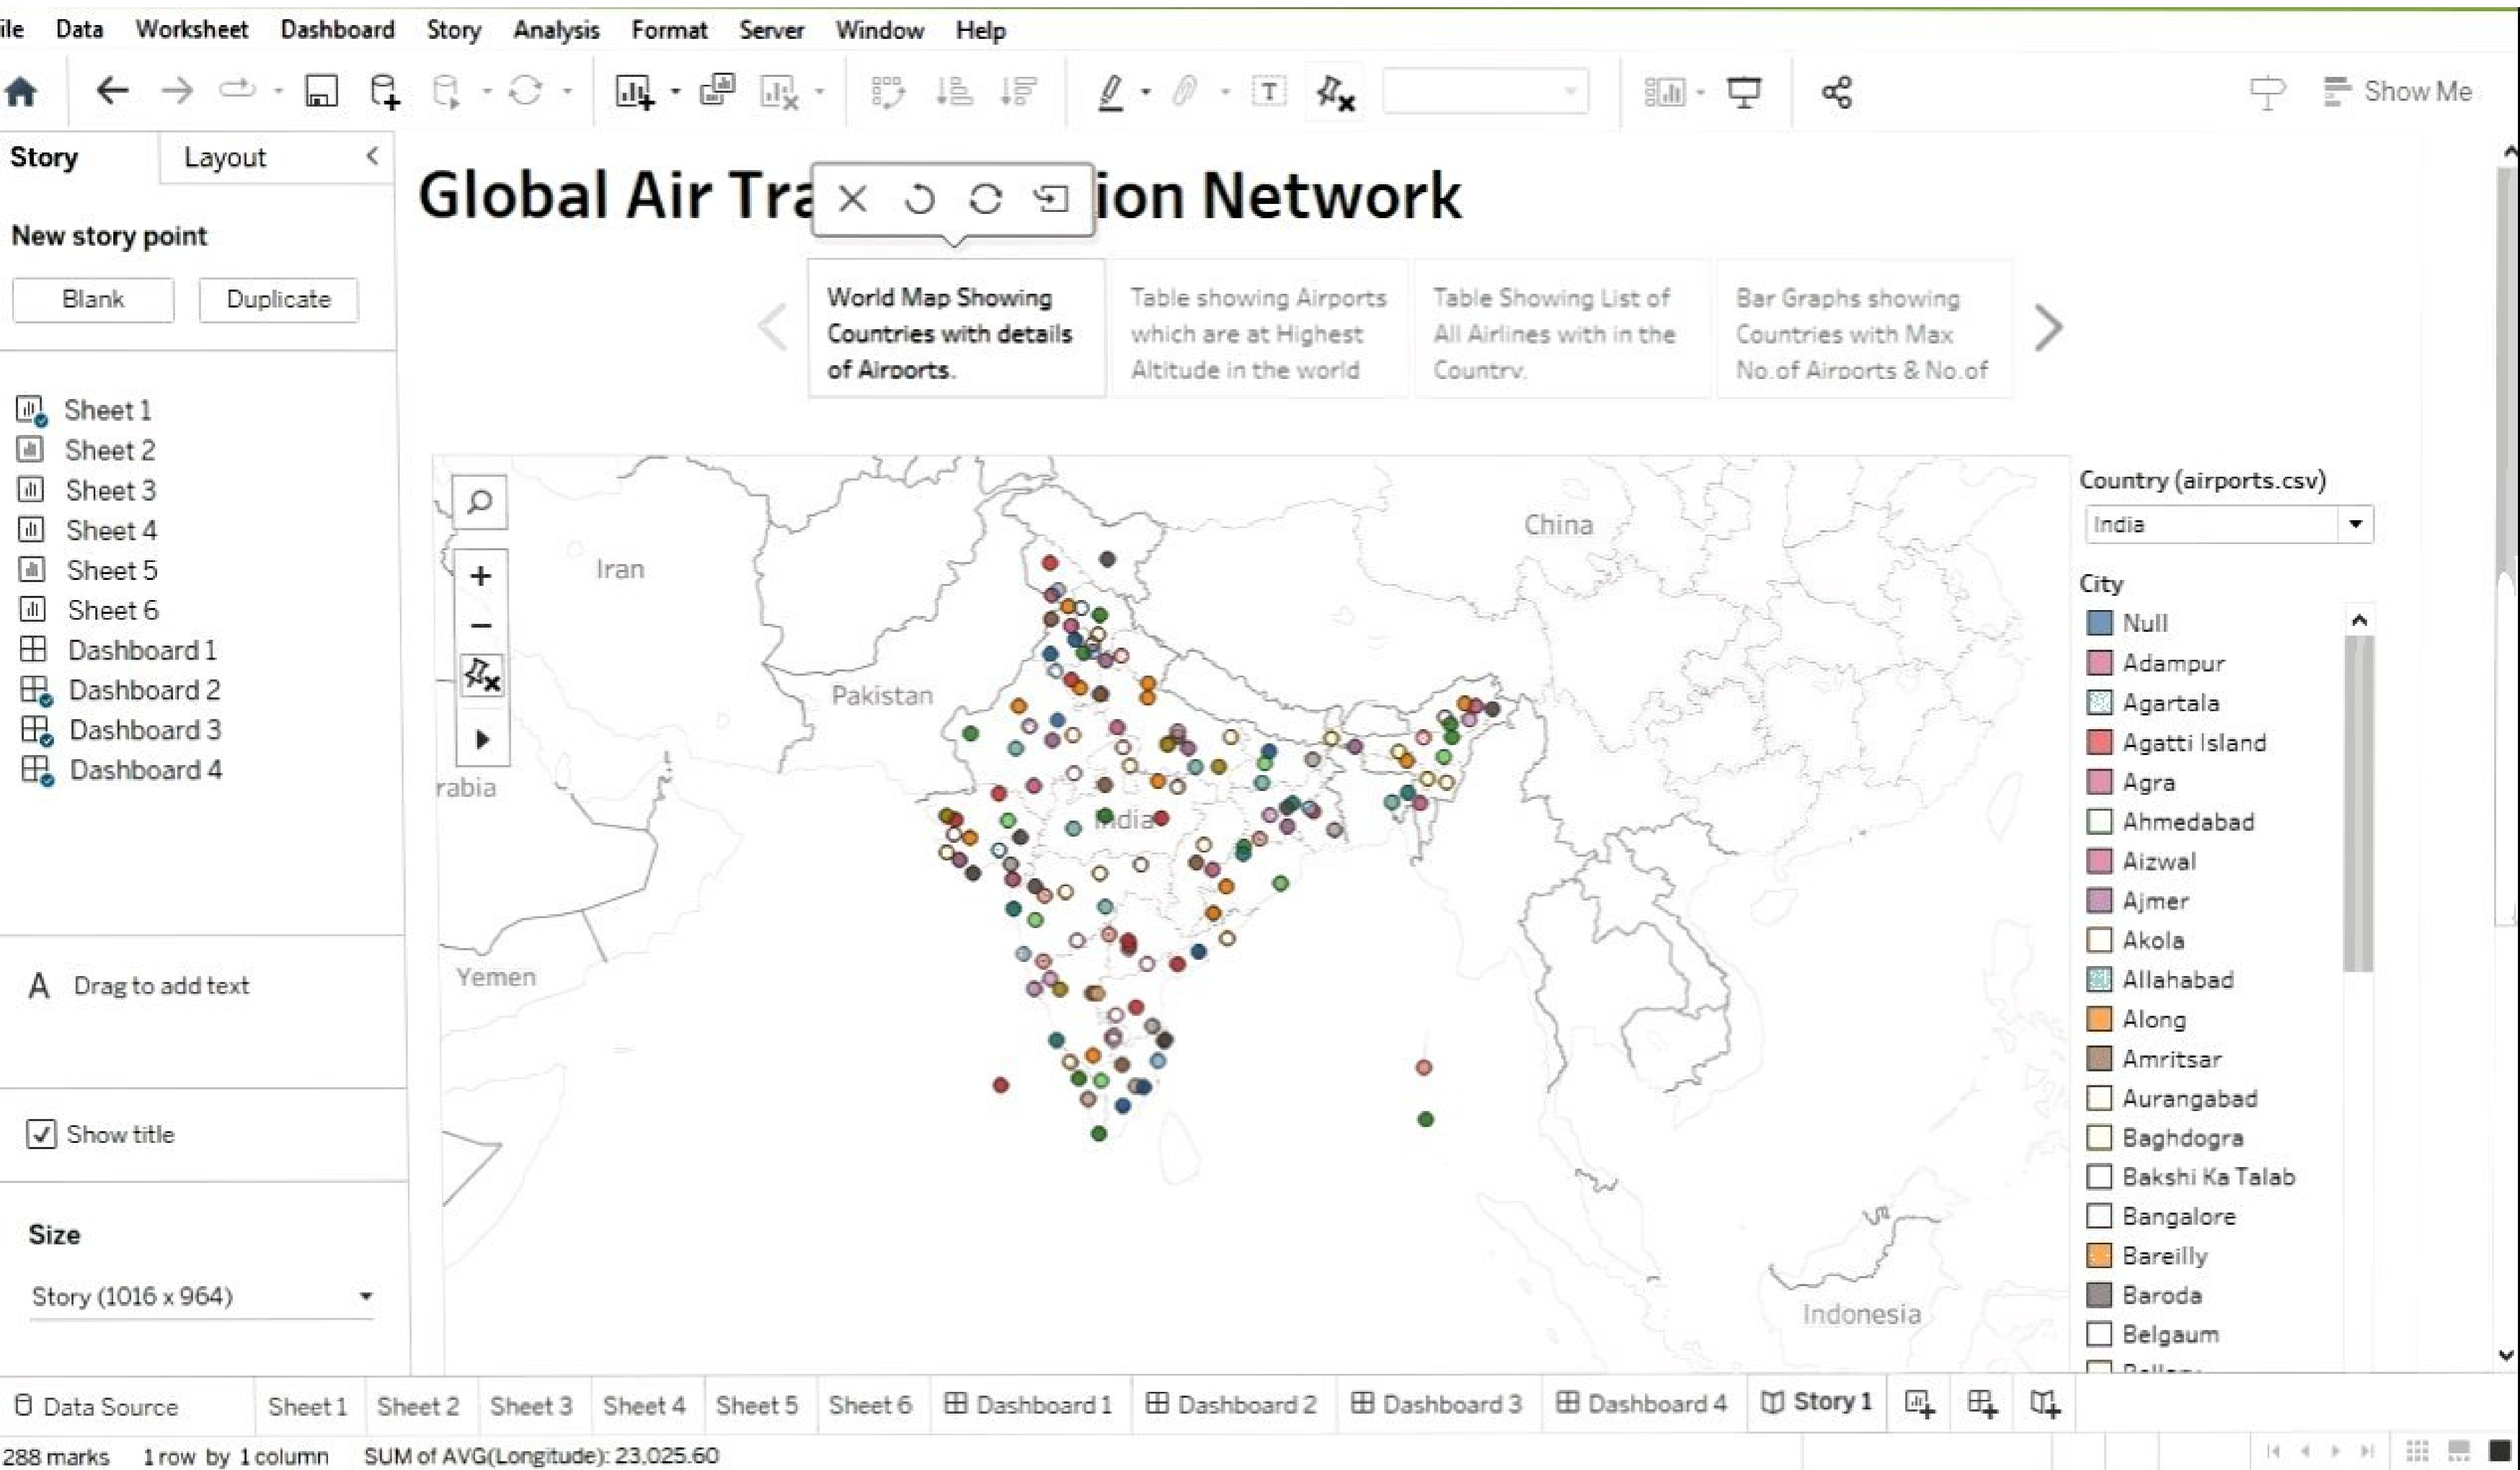 ile Data Worksheet Dashboard Story Analysis Format Server Window Help
Show Me
Story Layout
New story point
Blank Duplicate
Sheet 1
Sheet 2
Sheet 3
Sheet 4
Sheet 5
Sheet 6
Dashboard 1
Dashboard 2
Dashboard 3
Dashboard 4
A Drag to add text
Show title
Size
Story (1016 x 964)
Global Air Tra ion Network
World Map Showing
Countries with details
of Airports.
Table showing Airports
which are at Highest
Altitude in the world
Table Showing List of
All Airlines with in the
Country.
Bar Graphs showing
Countries with Max
No.of Airports & No.of
Iran
China
Pakistan
rabia
India
Yemen
Indonesia
Country (airports.csv)
India
City
Null
Adampur
Agartala
Agatti Island
Agra
Ahmedabad
Aizwal
Ajmer
Akola
Allahabad
Along
Amritsar
Aurangabad
Baghdogra
Bakshi Ka Talab
Bangalore
Bareilly
Baroda
Belgaum
Data Source Sheet 1 Sheet 2 Sheet 3 Sheet 4 Sheet 5 Sheet 6 Dashboard 1 Dashboard 2 Dashboard 3 Dashboard 4 Story 1
288 marks 1 row by 1 column SUM of AVG(Longitude): 23,025.60